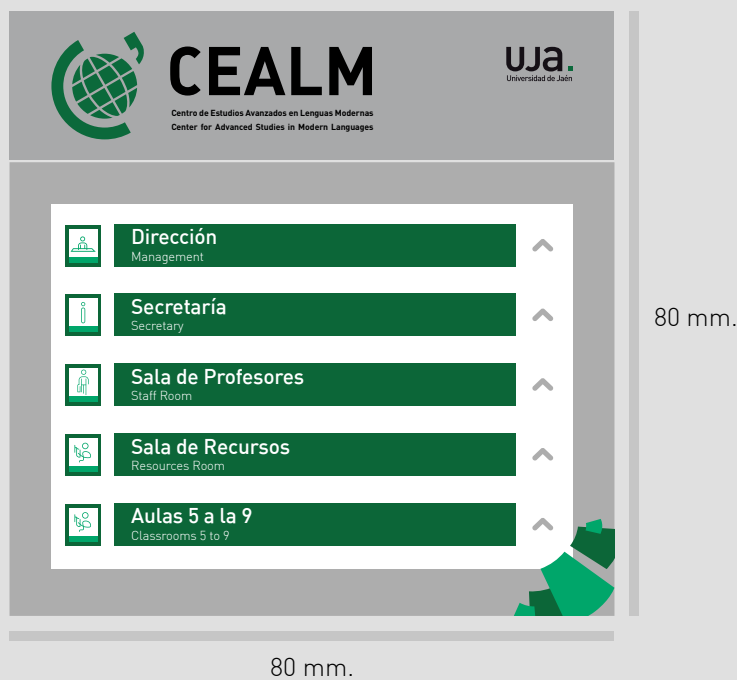 CEALM
Centro de Estudios Avanzados en Lenguas Modernas
Center for Advanced Studies in Modern Languages
uja.
Universidad de Jaén
Dirección
Management
Secretaría
Secretary
Sala de Profesores
Staff Room
Sala de Recursos
Resources Room
Aulas 5 a la 9
Classrooms 5 to 9
80 mm.
80 mm.